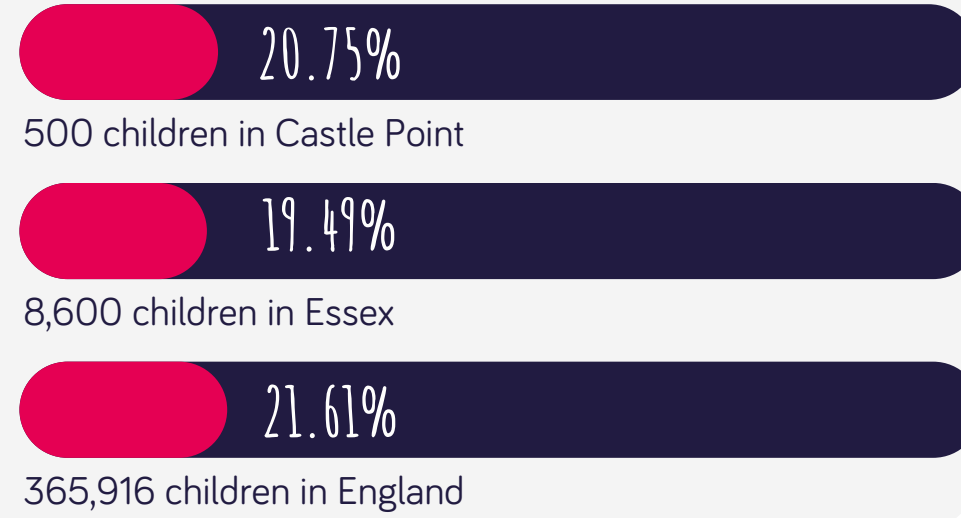 20.75%
500 children in Castle Point
19.49%
8,600 children in Essex
21.61%
365,916 children in England